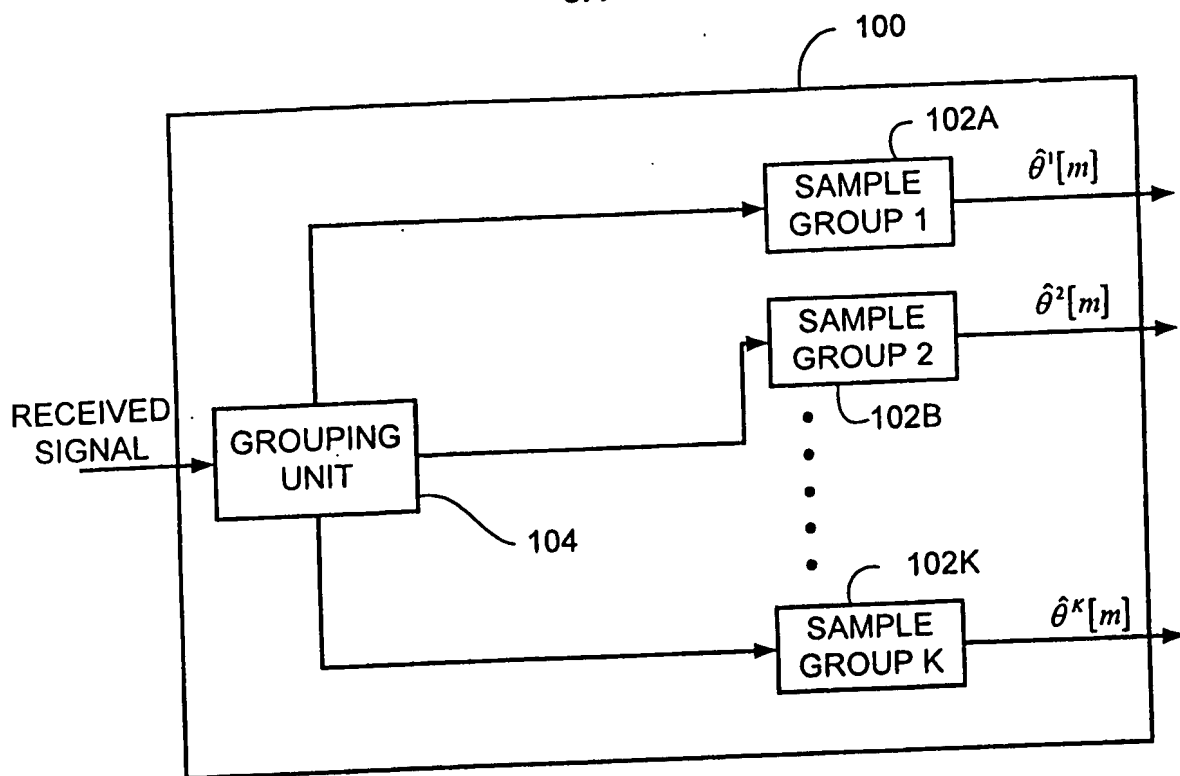 100
102A
SAMPLE
GROUP 1
θ̂¹[m]
SAMPLE
GROUP 2
θ̂²[m]
102B
RECEIVED
SIGNAL
GROUPING
UNIT
104
102K
SAMPLE
GROUP K
θ̂ᴷ[m]